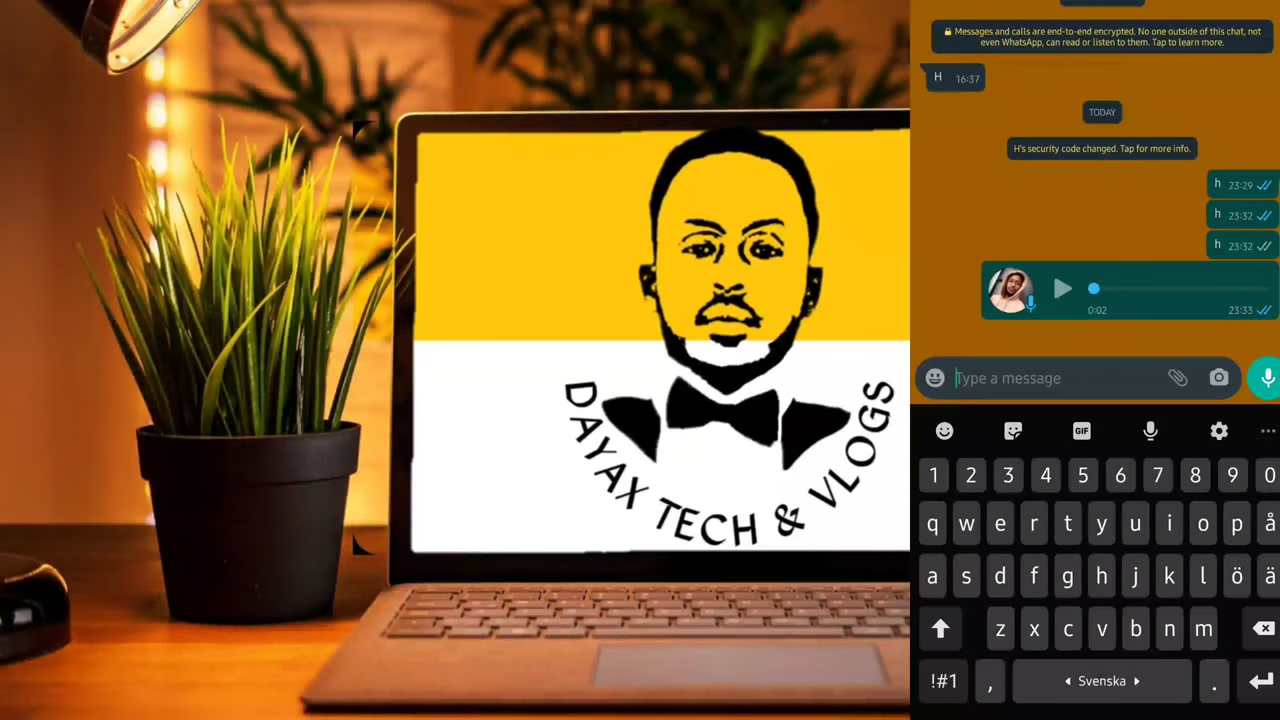 DAYAX TECH & VLOGS
Messages and calls are end-to-end encrypted. No one outside of this chat, not
even WhatsApp, can read or listen to them. Tap to learn more.
H 16:37
TODAY
H's security code changed. Tap for more info.
h 23:29
h 23:32
h 23:32
0:02 23:33
Type a message
GIF
1 2 3 4 5 6 7 8 9 0
q w e r t y u i o p å
a s d f g h j k l ö ä
z x c v b n m
!#1 , Svenska .